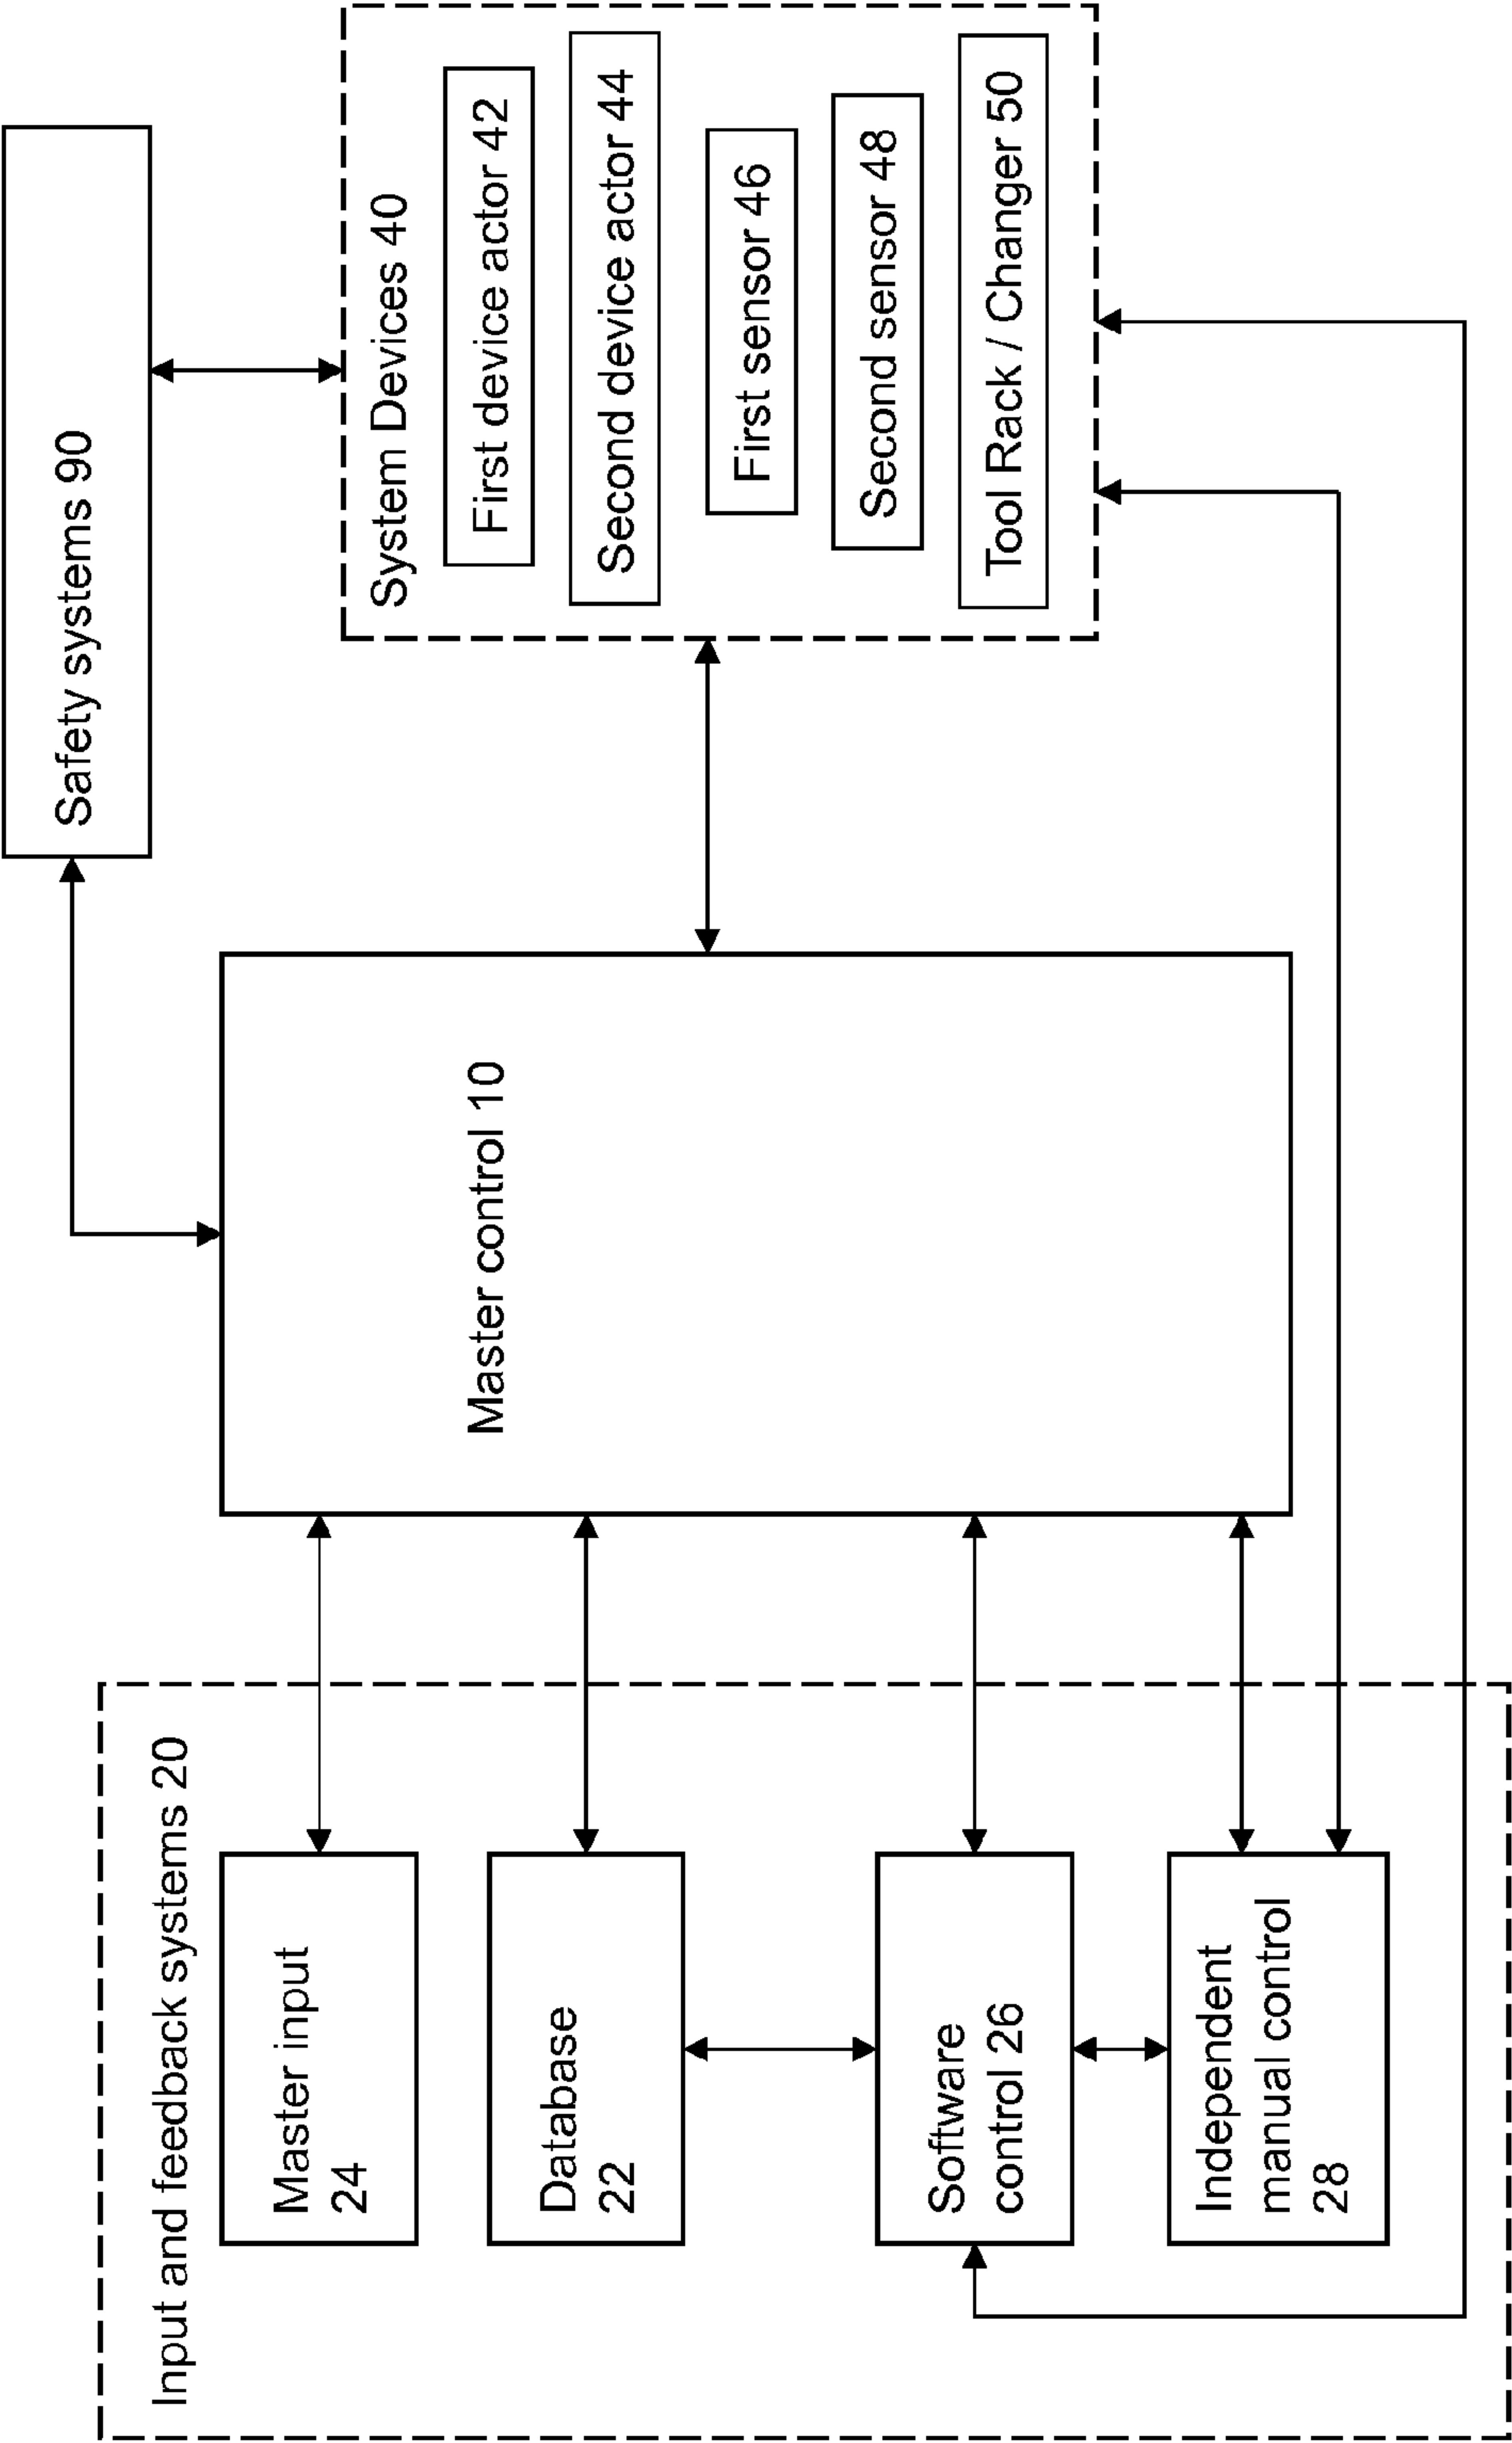 Safety systems 90
Input and feedback systems 20
Master input
24
Database
22
Software
control 26
Independent
manual control
28
Master control 10
System Devices 40
First device actor 42
Second device actor 44
First sensor 46
Second sensor 48
Tool Rack / Changer 50